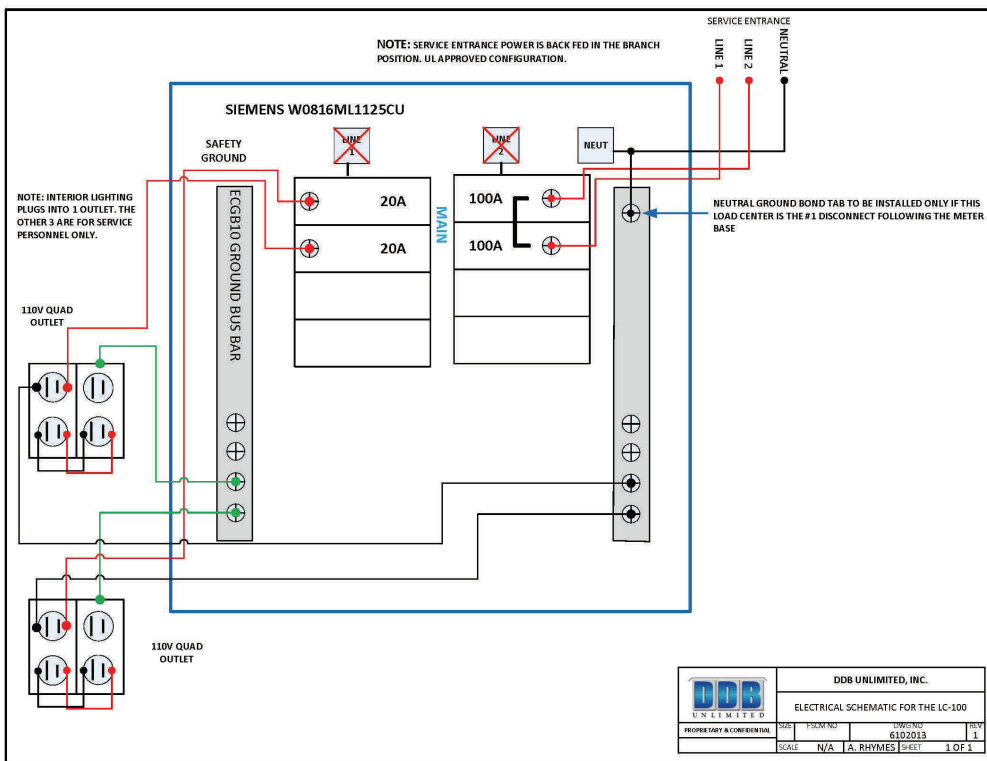 SERVICE ENTRANCE
LINE 1
LINE 2
NEUTRAL
NOTE: SERVICE ENTRANCE POWER IS BACK FED IN THE BRANCH
POSITION. UL APPROVED CONFIGURATION.
SIEMENS W0816ML1125CU
SAFETY
GROUND
LINE
1
LINE
2
NEUT
NOTE: INTERIOR LIGHTING
PLUGS INTO 1 OUTLET. THE
OTHER 3 ARE FOR SERVICE
PERSONNEL ONLY.
ECGB10 GROUND BUS BAR
20A
20A
MAIN
100A
100A
NEUTRAL GROUND BOND TAB TO BE INSTALLED ONLY IF THIS
LOAD CENTER IS THE #1 DISCONNECT FOLLOWING THE METER
BASE
110V QUAD
OUTLET
110V QUAD
OUTLET
DDB
UNLIMITED
PROPRIETARY & CONFIDENTIAL
DDB UNLIMITED, INC.
ELECTRICAL SCHEMATIC FOR THE LC-100
SIZE FSCM NO DWG NO REV
6102013 1
SCALE N/A A. RHYMES SHEET 1 OF 1